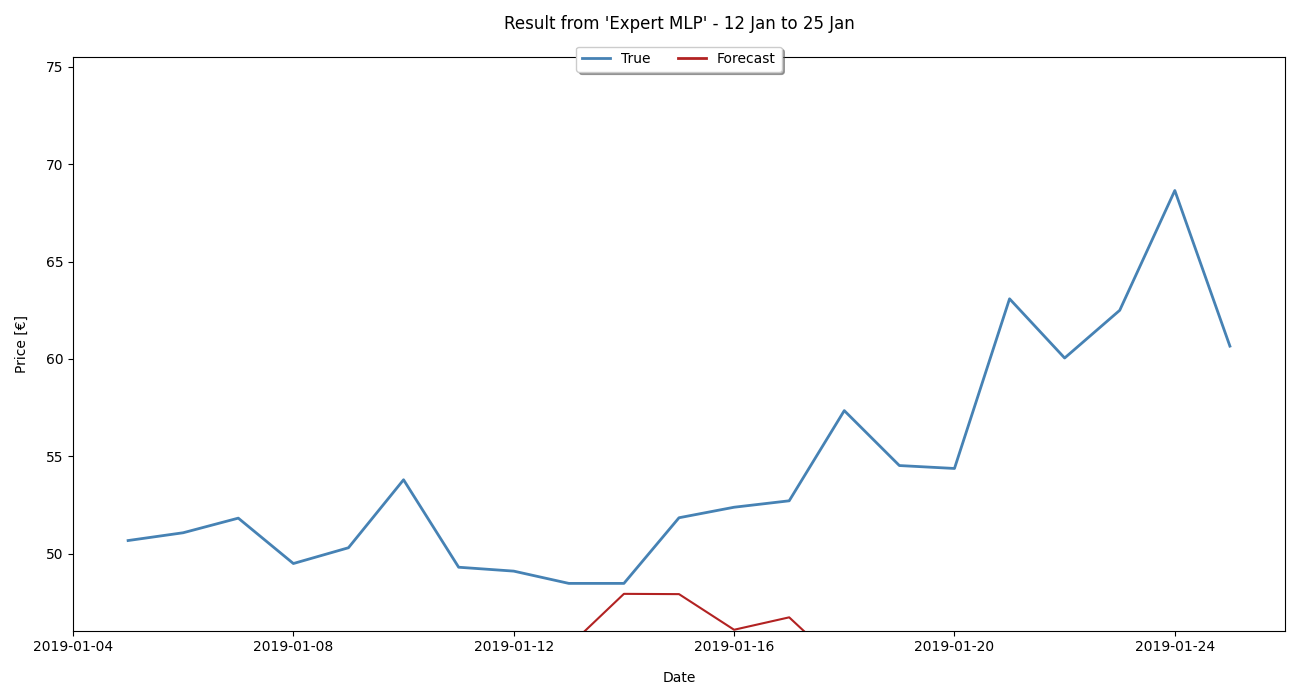 Result from 'Expert MLP' - 12 Jan to 25 Jan
True Forecast
75
70
65
60
55
50
Price [€]
2019-01-04 2019-01-08 2019-01-12 2019-01-16 2019-01-20 2019-01-24
Date